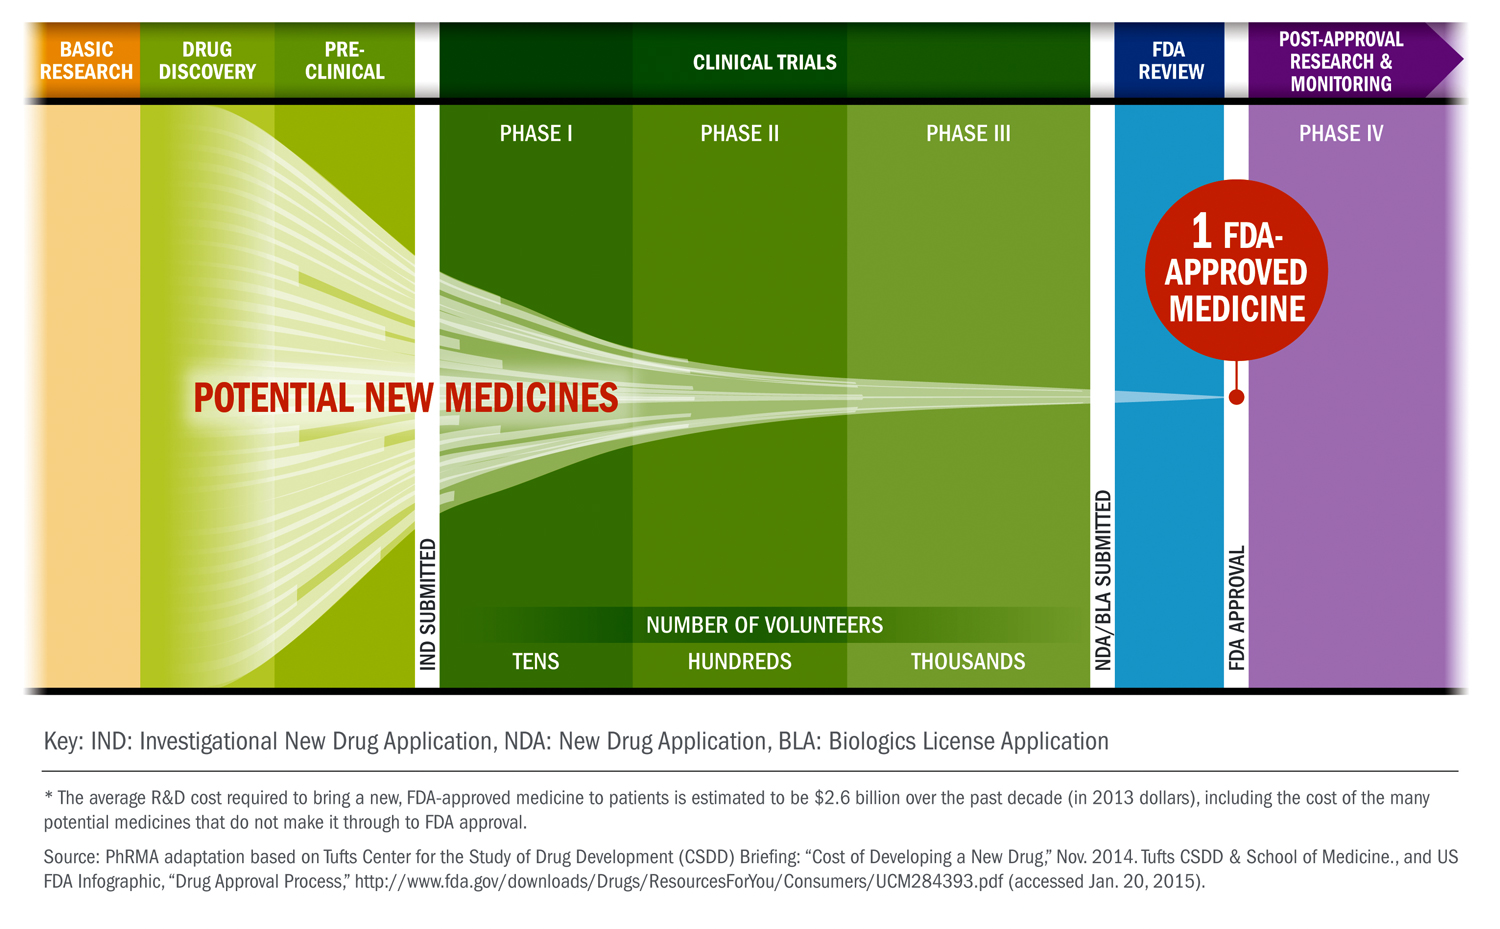 BASIC
RESEARCH
DRUG
DISCOVERY
PRE-
CLINICAL
CLINICAL TRIALS
FDA
REVIEW
POST-APPROVAL
RESEARCH &
MONITORING
PHASE I
PHASE II
PHASE III
PHASE IV
1 FDA-
APPROVED
MEDICINE
POTENTIAL NEW MEDICINES
IND SUBMITTED
NDA/BLA SUBMITTED
FDA APPROVAL
NUMBER OF VOLUNTEERS
TENS
HUNDREDS
THOUSANDS
Key: IND: Investigational New Drug Application, NDA: New Drug Application, BLA: Biologics License Application
* The average R&D cost required to bring a new, FDA-approved medicine to patients is estimated to be $2.6 billion over the past decade (in 2013 dollars), including the cost of the many
potential medicines that do not make it through to FDA approval.
Source: PhRMA adaptation based on Tufts Center for the Study of Drug Development (CSDD) Briefing: “Cost of Developing a New Drug,” Nov. 2014. Tufts CSDD & School of Medicine., and US
FDA Infographic, “Drug Approval Process,” http://www.fda.gov/downloads/Drugs/ResourcesForYou/Consumers/UCM284393.pdf (accessed Jan. 20, 2015).